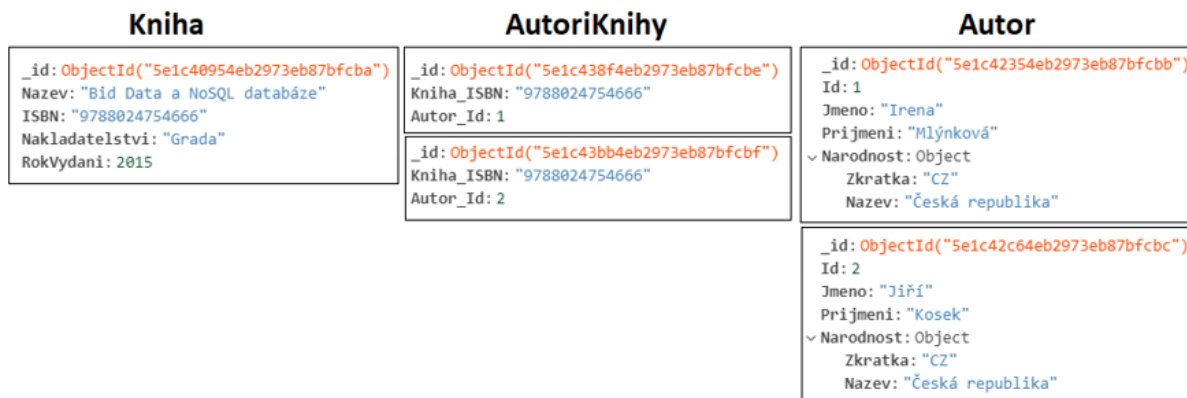 Kniha
_id: ObjectId("5e1c40954eb2973eb87bfcba")
Nazev: "Bid Data a NoSQL databáze"
ISBN: "9788024754666"
Nakladatelstvi: "Grada"
RokVydani: 2015
AutoriKnihy
_id: ObjectId("5e1c438f4eb2973eb87bfcbe")
Kniha_ISBN: "9788024754666"
Autor_Id: 1
_id: ObjectId("5e1c43bb4eb2973eb87bfcbf")
Kniha_ISBN: "9788024754666"
Autor_Id: 2
Autor
_id: ObjectId("5e1c42354eb2973eb87bfcbb")
Id: 1
Jmeno: "Irena"
Prijmeni: "Mlýnková"
Narodnost: Object
Zkratka: "CZ"
Nazev: "Česká republika"
_id: ObjectId("5e1c42c64eb2973eb87bfcbc")
Id: 2
Jmeno: "Jiří"
Prijmeni: "Kosek"
Narodnost: Object
Zkratka: "CZ"
Nazev: "Česká republika"